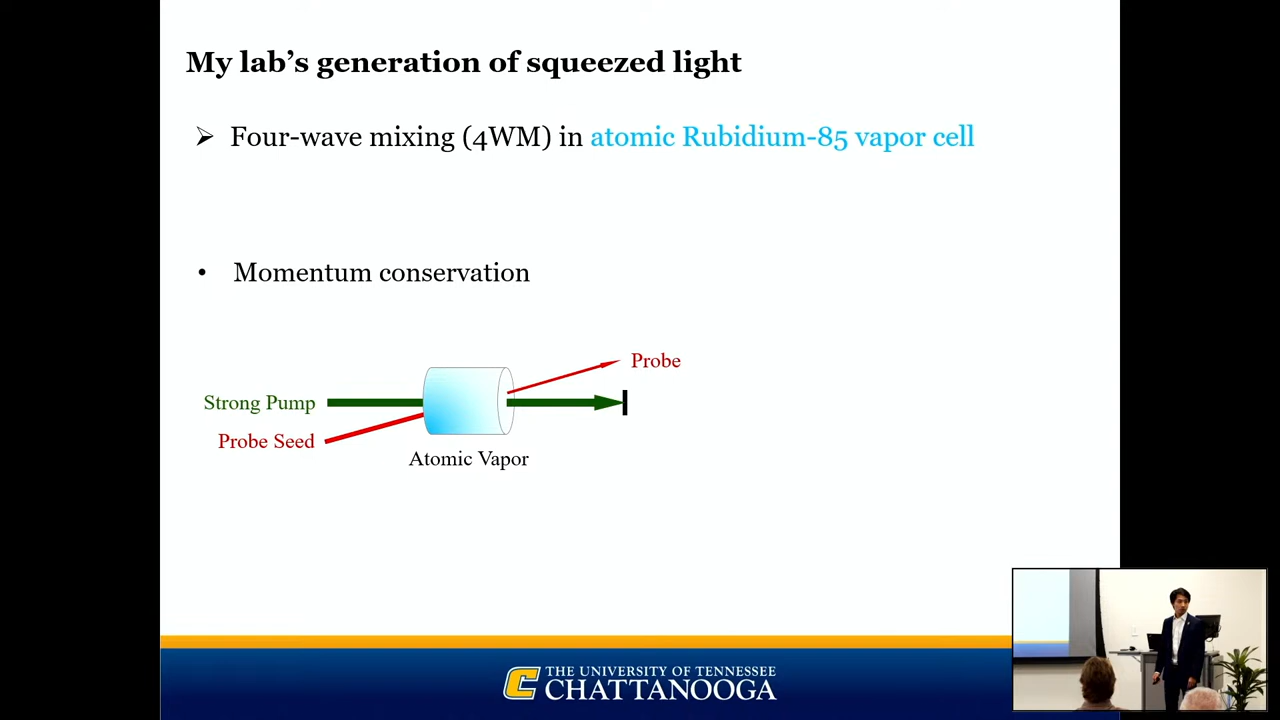 My lab’s generation of squeezed light
➢ Four-wave mixing (4WM) in atomic Rubidium-85 vapor cell
• Momentum conservation
Probe
Strong Pump
Probe Seed
Atomic Vapor
THE UNIVERSITY OF TENNESSEE
CHATTANOOGA